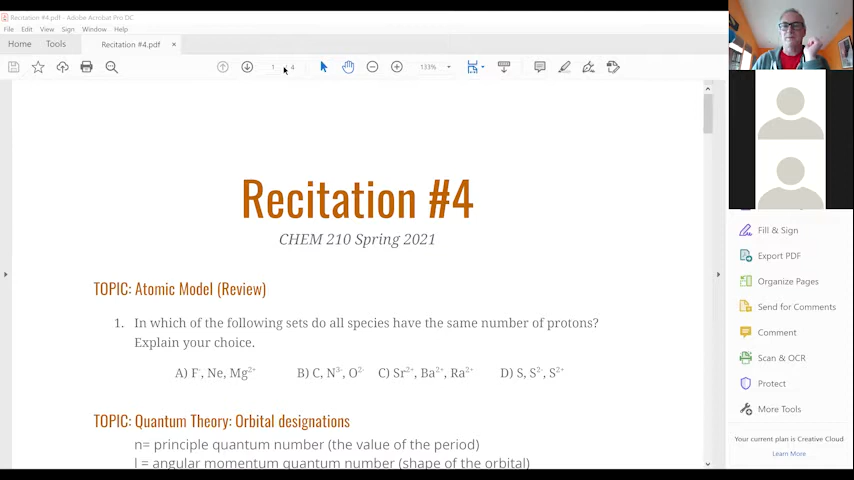 Recitation #4.pdf - Adobe Acrobat Pro DC
File Edit View Sign Window Help
Home Tools Recitation #4.pdf ×
1 / 4 133%
Recitation #4
CHEM 210 Spring 2021
TOPIC: Atomic Model (Review)
1. In which of the following sets do all species have the same number of protons?
Explain your choice.
A) F⁻, Ne, Mg²⁺ B) C, N³⁻, O²⁻ C) Sr²⁺, Ba²⁺, Ra²⁺ D) S, S²⁻, S²⁺
TOPIC: Quantum Theory: Orbital designations
n= principle quantum number (the value of the period)
l = angular momentum quantum number (shape of the orbital)
Fill & Sign
Export PDF
Organize Pages
Send for Comments
Comment
Scan & OCR
Protect
More Tools
Your current plan is Creative Cloud
Learn More